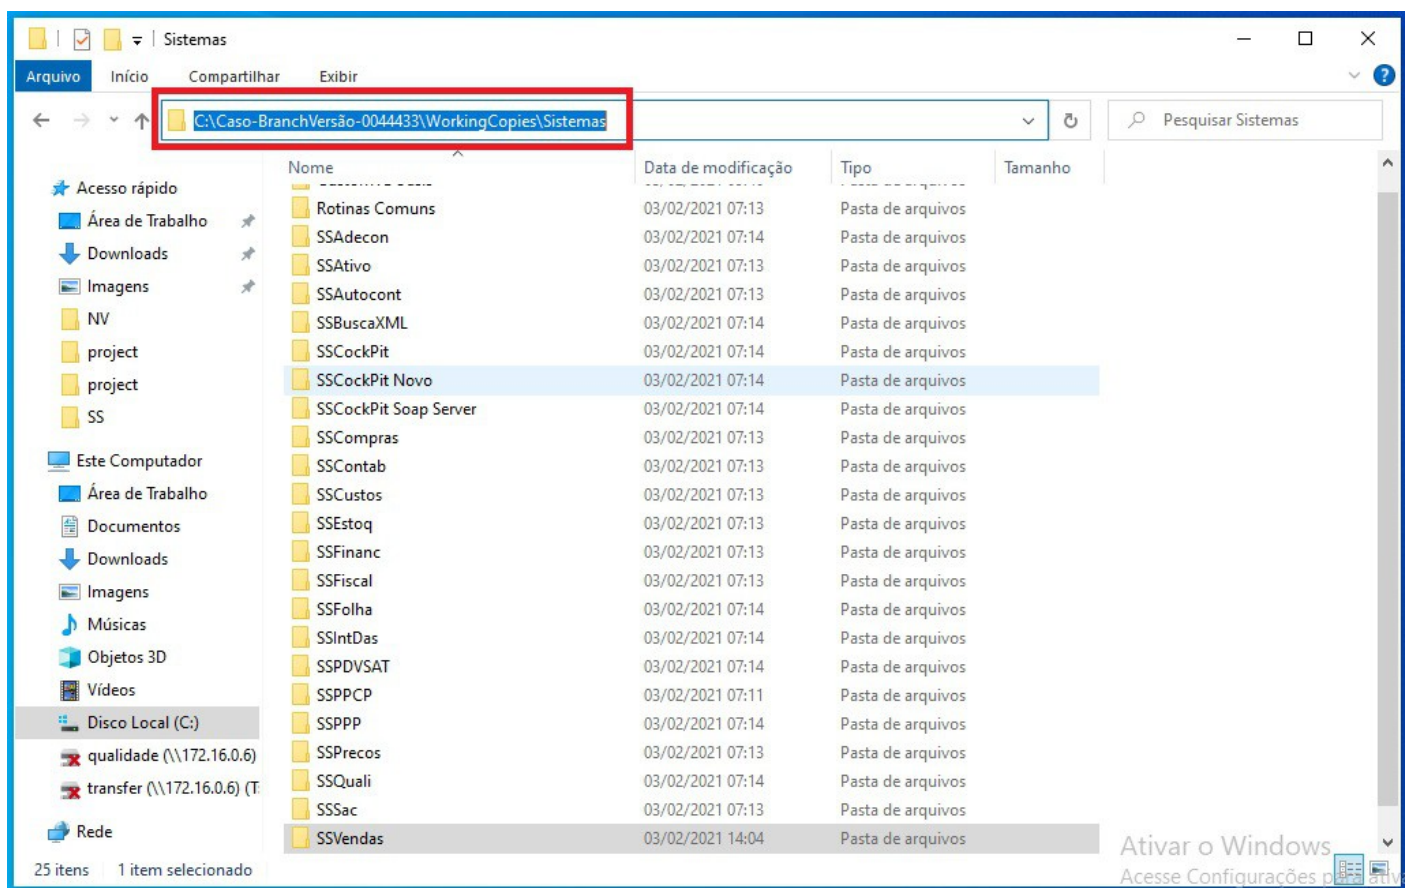 Sistemas
Arquivo Início Compartilhar Exibir
C:\Caso-BranchVersão-0044433\WorkingCopies\Sistemas
Pesquisar Sistemas
Nome Data de modificação Tipo Tamanho
Rotinas Comuns 03/02/2021 07:13 Pasta de arquivos
SSAdecon 03/02/2021 07:14 Pasta de arquivos
SSAtivo 03/02/2021 07:13 Pasta de arquivos
SSAutocont 03/02/2021 07:13 Pasta de arquivos
SSBuscaXML 03/02/2021 07:14 Pasta de arquivos
SSCockPit 03/02/2021 07:14 Pasta de arquivos
SSCockPit Novo 03/02/2021 07:14 Pasta de arquivos
SSCockPit Soap Server 03/02/2021 07:14 Pasta de arquivos
SSCompras 03/02/2021 07:13 Pasta de arquivos
SSContab 03/02/2021 07:13 Pasta de arquivos
SSCustos 03/02/2021 07:13 Pasta de arquivos
SSEstoq 03/02/2021 07:13 Pasta de arquivos
SSFinanc 03/02/2021 07:13 Pasta de arquivos
SSFiscal 03/02/2021 07:13 Pasta de arquivos
SSFolha 03/02/2021 07:14 Pasta de arquivos
SSIntDas 03/02/2021 07:14 Pasta de arquivos
SSPDVSAT 03/02/2021 07:14 Pasta de arquivos
SSPPCP 03/02/2021 07:11 Pasta de arquivos
SSPPP 03/02/2021 07:14 Pasta de arquivos
SSPrecos 03/02/2021 07:13 Pasta de arquivos
SSQuali 03/02/2021 07:14 Pasta de arquivos
SSSac 03/02/2021 07:13 Pasta de arquivos
SSVendas 03/02/2021 14:04 Pasta de arquivos
Acesso rápido
Área de Trabalho
Downloads
Imagens
NV
project
project
SS
Este Computador
Área de Trabalho
Documentos
Downloads
Imagens
Músicas
Objetos 3D
Vídeos
Disco Local (C:)
qualidade (\\172.16.0.6)
transfer (\\172.16.0.6) (T:
Rede
25 itens 1 item selecionado
Ativar o Windows
Acesse Configurações para ativ